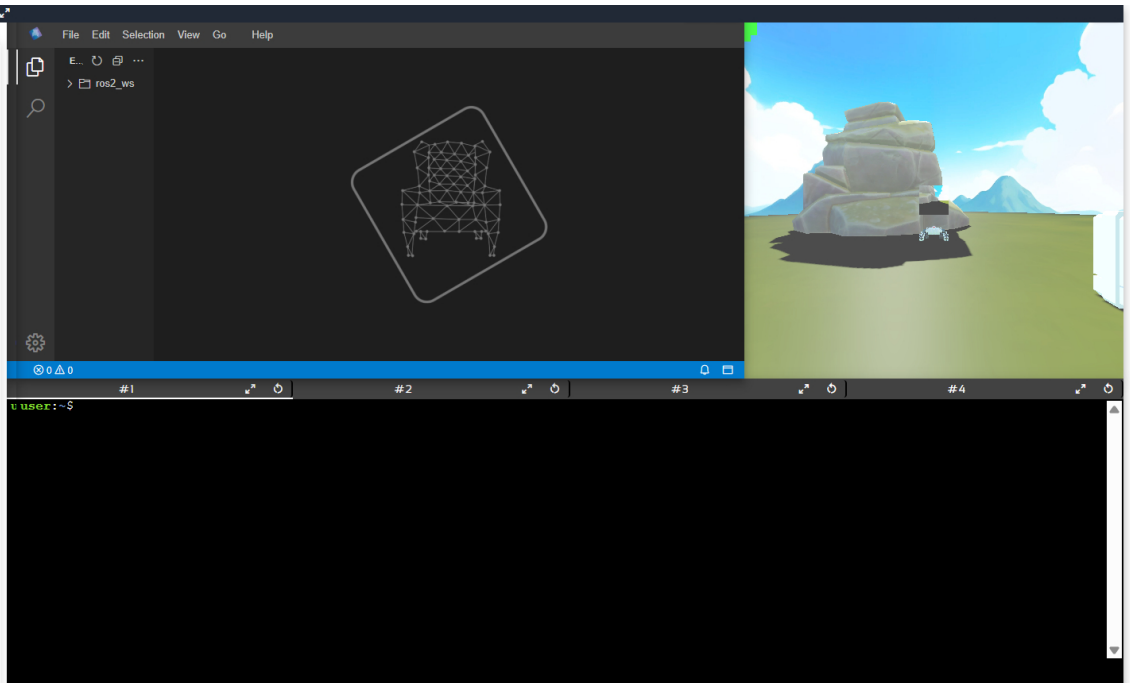 File Edit Selection View Go Help
E... ...
> ros2_ws
0 0
#1 #2 #3 #4
user:~$